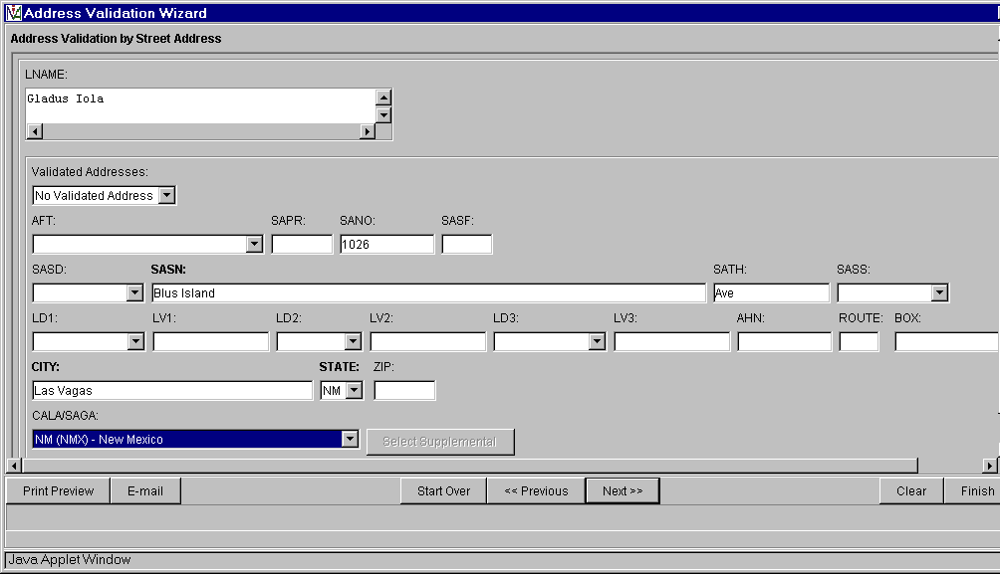 Address Validation Wizard
Address Validation by Street Address
LNAME:
Gladus Iola
Validated Addresses:
No Validated Address
AFT: SAPR: SANO: SASF:
1026
SASD: SASN: SATH: SASS:
Blus Island Ave
LD1: LV1: LD2: LV2: LD3: LV3: AHN: ROUTE: BOX:
CITY: STATE: ZIP:
Las Vagas NM
CALA/SAGA:
NM (NMX) - New Mexico Select Supplemental
Print Preview E-mail Start Over << Previous Next >> Clear Finish
Java Applet Window